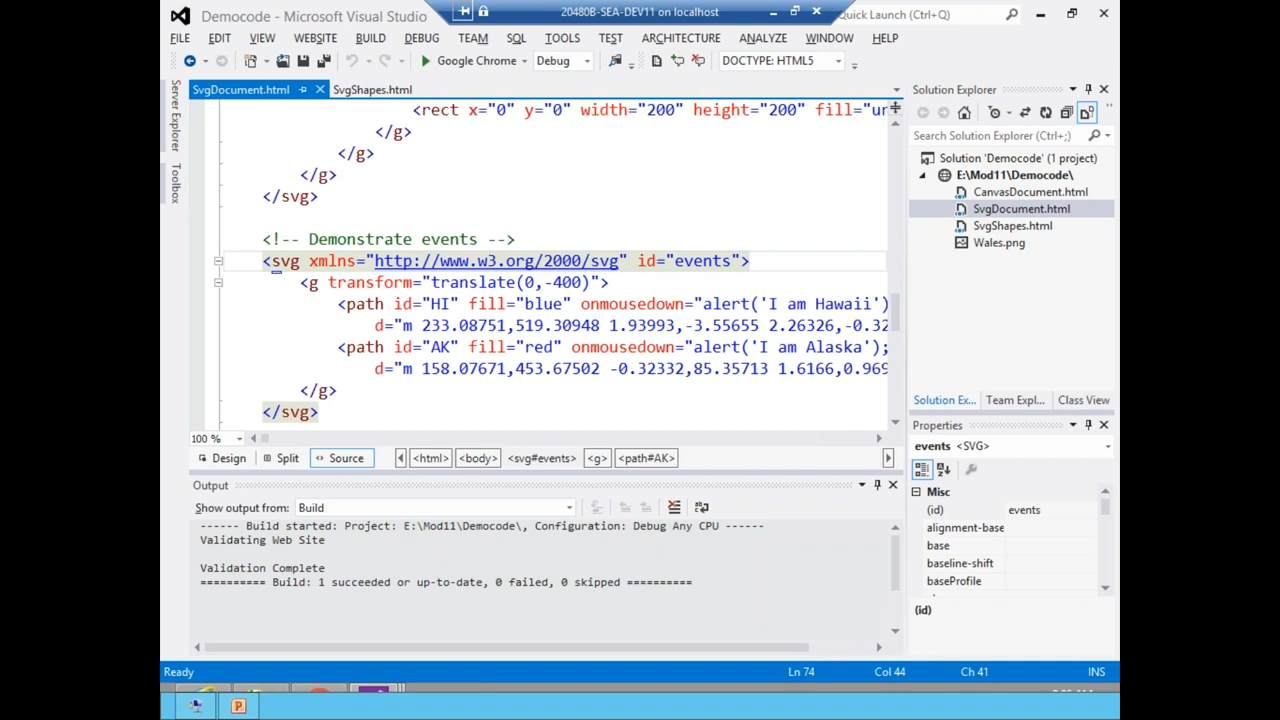 Democode - Microsoft Visual Studio
20480B-SEA-DEV11 on localhost
Quick Launch (Ctrl+Q)
FILE EDIT VIEW WEBSITE BUILD DEBUG TEAM SQL TOOLS TEST ARCHITECTURE ANALYZE WINDOW HELP
Google Chrome Debug DOCTYPE: HTML5
Server Explorer
Toolbox
SvgDocument.html SvgShapes.html
<rect x="0" y="0" width="200" height="200" fill="ur
</g>
</g>
</g>
</svg>
<!-- Demonstrate events -->
<svg xmlns="http://www.w3.org/2000/svg" id="events">
<g transform="translate(0,-400)">
<path id="HI" fill="blue" onmousedown="alert('I am Hawaii')
d="m 233.08751,519.30948 1.93993,-3.55655 2.26326,-0.32
<path id="AK" fill="red" onmousedown="alert('I am Alaska');
d="m 158.07671,453.67502 -0.32332,85.35713 1.6166,0.969
</g>
</svg>
100 %
Design Split Source <html> <body> <svg#events> <g> <path#AK>
Output
Show output from: Build
------ Build started: Project: E:\Mod11\Democode\, Configuration: Debug Any CPU ------
Validating Web Site
Validation Complete
========== Build: 1 succeeded or up-to-date, 0 failed, 0 skipped ==========
Solution Explorer
Search Solution Explorer (Ctrl+;)
Solution 'Democode' (1 project)
E:\Mod11\Democode\
CanvasDocument.html
SvgDocument.html
SvgShapes.html
Wales.png
Solution Ex... Team Expl... Class View
Properties
events <SVG>
Misc
(id) events
alignment-base
base
baseline-shift
baseProfile
(id)
Ready Ln 74 Col 44 Ch 41 INS